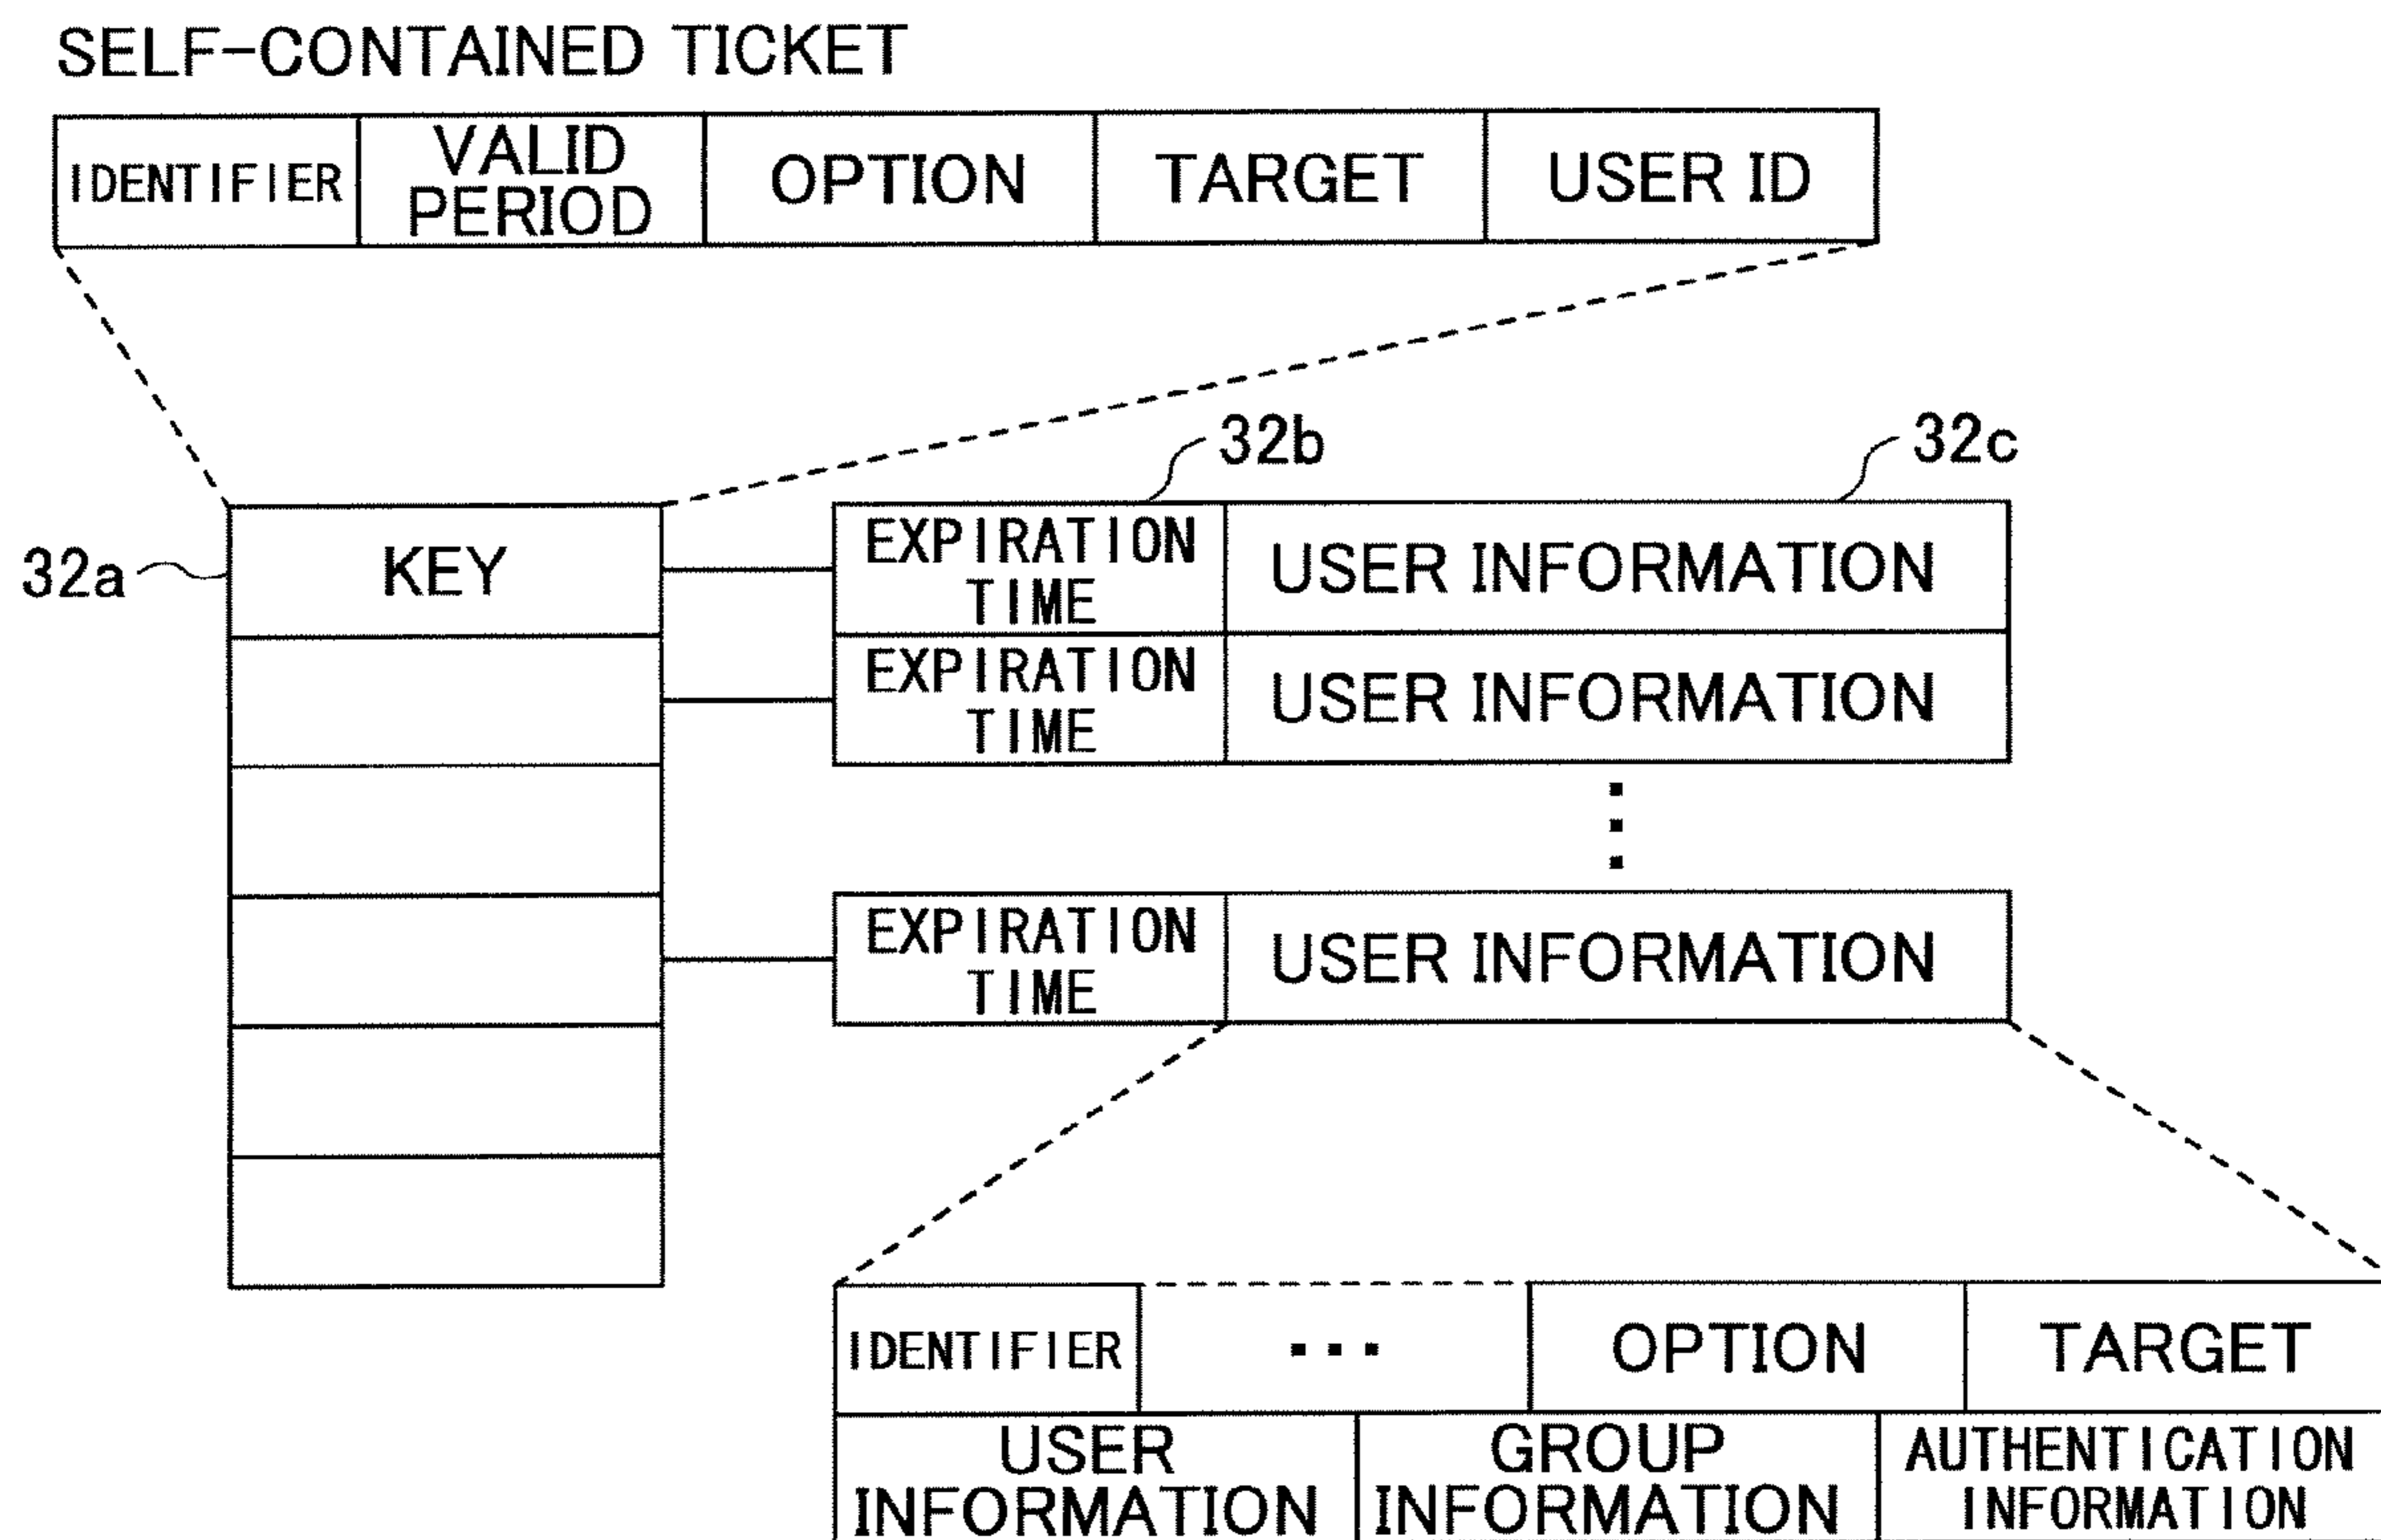 SELF-CONTAINED TICKET
IDENTIFIER VALID PERIOD OPTION TARGET USER ID
32b 32c
32a KEY EXPIRATION TIME USER INFORMATION
EXPIRATION TIME USER INFORMATION
EXPIRATION TIME USER INFORMATION
IDENTIFIER ... OPTION TARGET
USER INFORMATION GROUP INFORMATION AUTHENTICATION INFORMATION